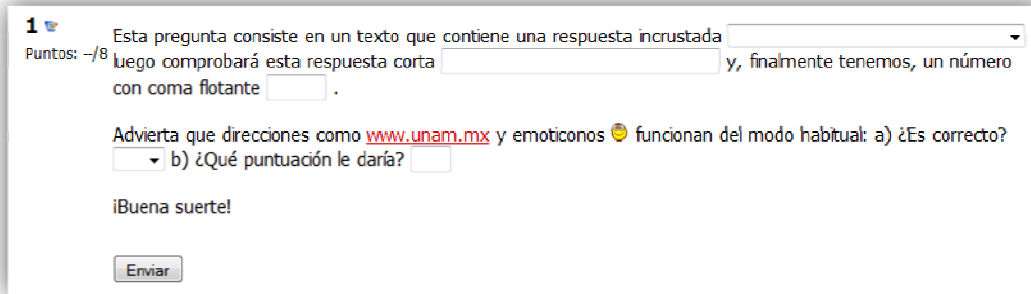 1
Puntos: --/8
Esta pregunta consiste en un texto que contiene una respuesta incrustada
luego comprobará esta respuesta corta y, finalmente tenemos, un número
con coma flotante .
Advierta que direcciones como www.unam.mx y emoticonos funcionan del modo habitual: a) ¿Es correcto?
b) ¿Qué puntuación le daría?
¡Buena suerte!
Enviar